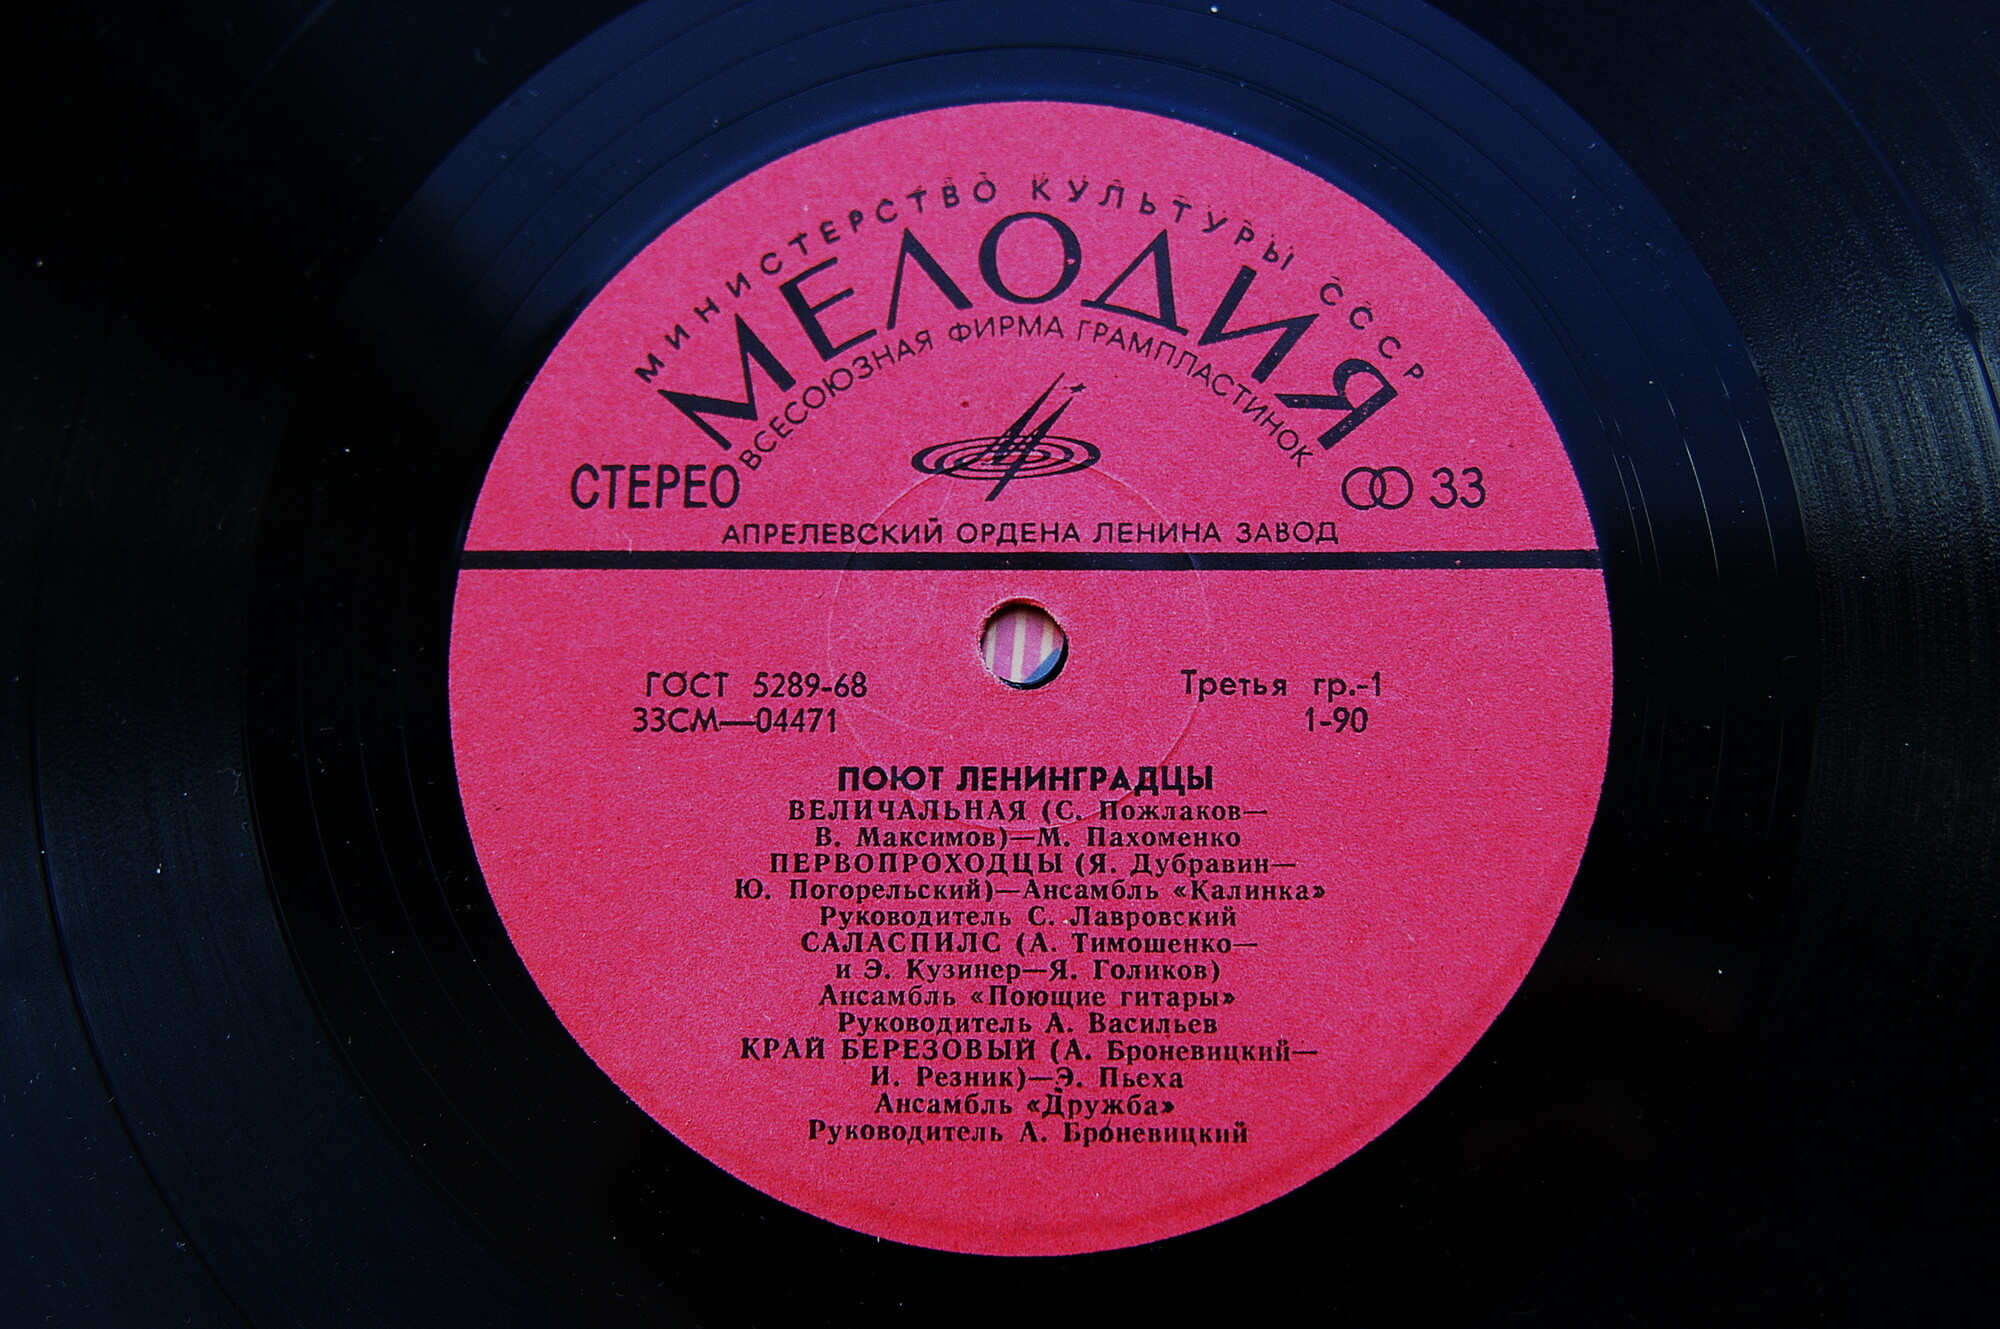 МИНИСТЕРСТВО КУЛЬТУРЫ СССР
МЕЛОДИЯ
ВСЕСОЮЗНАЯ ФИРМА ГРАМПЛАСТИНОК
СТЕРЕО 33
АПРЕЛЕВСКИЙ ОРДЕНА ЛЕНИНА ЗАВОД
ГОСТ 5289-68 Третья гр.-1
33СМ—04471 1-90
ПОЮТ ЛЕНИНГРАДЦЫ
ВЕЛИЧАЛЬНАЯ (С. Пожлаков—
В. Максимов)—М. Пахоменко
ПЕРВОПРОХОДЦЫ (Я. Дубравин—
Ю. Погорельский)—Ансамбль «Калинка»
Руководитель С. Лавровский
САЛАСПИЛС (А. Тимошенко—
и Э. Кузинер—Я. Голиков)
Ансамбль «Поющие гитары»
Руководитель А. Васильев
КРАЙ БЕРЕЗОВЫЙ (А. Броневицкий—
И. Резник)—Э. Пьеха
Ансамбль «Дружба»
Руководитель А. Броневицкий